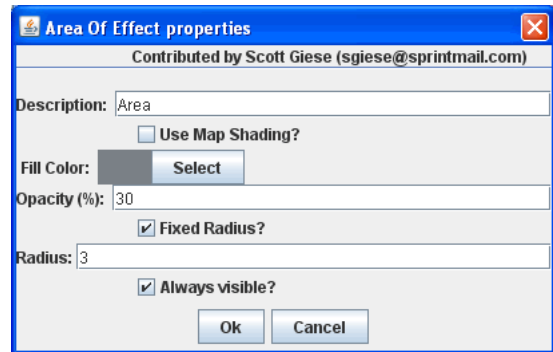 Area Of Effect properties
Contributed by Scott Giese (sgiese@sprintmail.com)
Description: Area
Use Map Shading?
Fill Color: Select
Opacity (%): 30
Fixed Radius?
Radius: 3
Always visible?
Ok Cancel